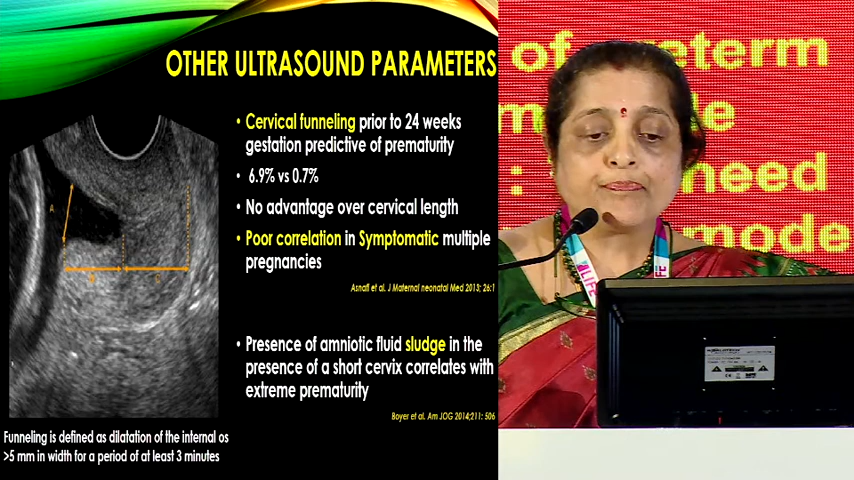 OTHER ULTRASOUND PARAMETERS
• Cervical funneling prior to 24 weeks
gestation predictive of prematurity
• 6.9% vs 0.7%
• No advantage over cervical length
• Poor correlation in Symptomatic multiple
pregnancies
Asnafi et al. J Maternal neonatal Med 2013; 26:1
• Presence of amniotic fluid sludge in the
presence of a short cervix correlates with
extreme prematurity
Boyer et al. Am JOG 2014;211: 506
A
Funneling is defined as dilatation of the internal os
>5 mm in width for a period of at least 3 minutes
of preterm
: need
mode
LIFE